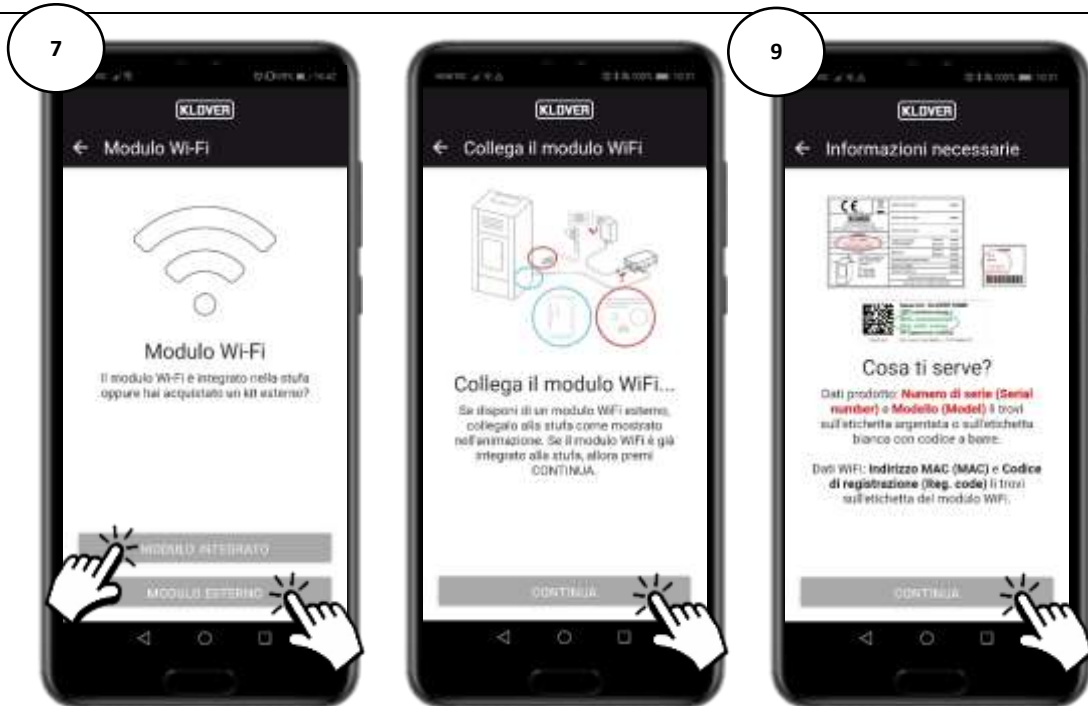 7
KLOVER
← Modulo Wi-Fi
Modulo Wi-Fi
Il modulo Wi-Fi è integrato nella stufa
oppure hai acquistato un kit esterno?
MODULO INTEGRATO
MODULO ESTERNO
KLOVER
← Collega il modulo WiFi
Collega il modulo WiFi...
Se disponi di un modulo WiFi esterno,
collegalo alla stufa come mostrato
nell'animazione. Se il modulo WiFi è già
integrato alla stufa, allora premi
CONTINUA.
CONTINUA
9
KLOVER
← Informazioni necessarie
CE
Cosa ti serve?
Dati prodotto: Numero di serie (Serial
number) e Modello (Model) li trovi
sull'etichetta argentata o sull'etichetta
bianca con codice a barre.
Dati WiFi: Indirizzo MAC (MAC) e Codice
di registrazione (Reg. code) li trovi
sull'etichetta del modulo WiFi.
CONTINUA